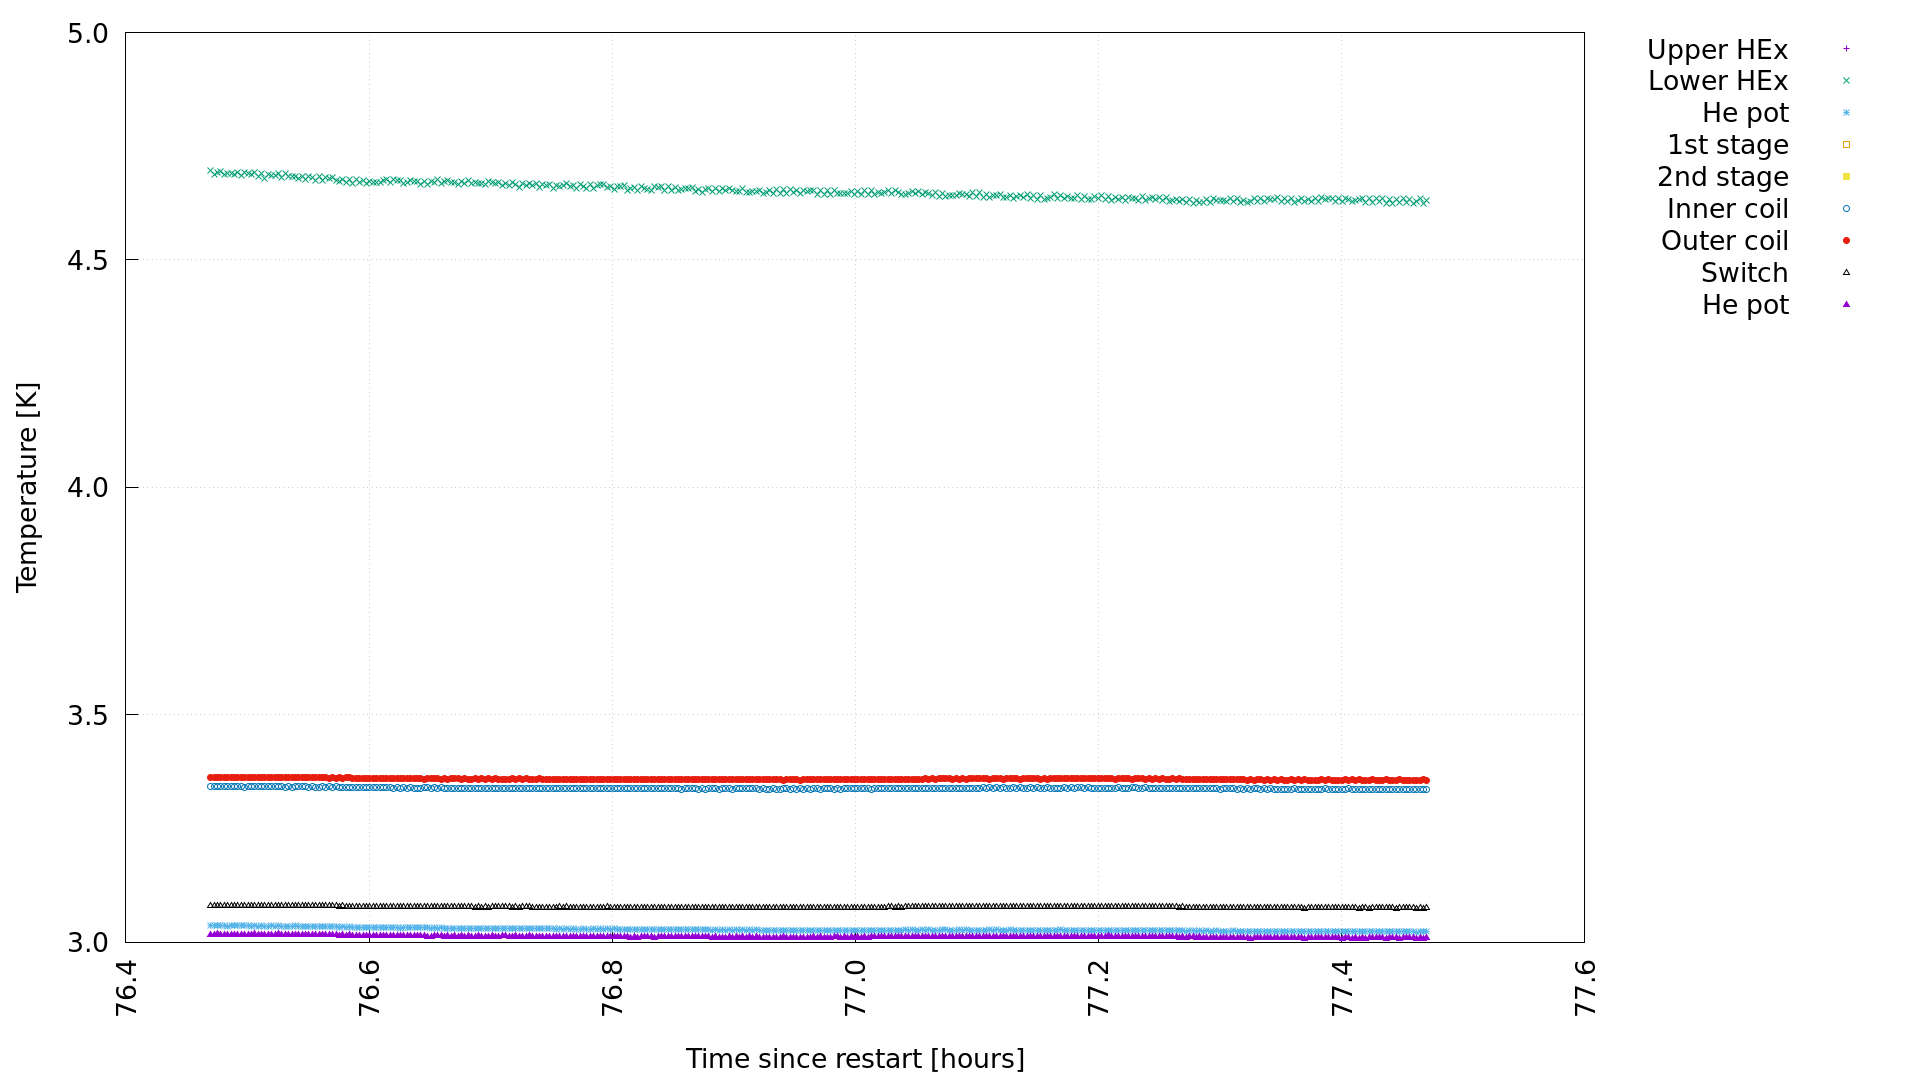 5.0
4.5
4.0
3.5
3.0
Temperature [K]
76.4
76.6
76.8
77.0
77.2
77.4
77.6
Time since restart [hours]
Upper HEx
Lower HEx
He pot
1st stage
2nd stage
Inner coil
Outer coil
Switch
He pot